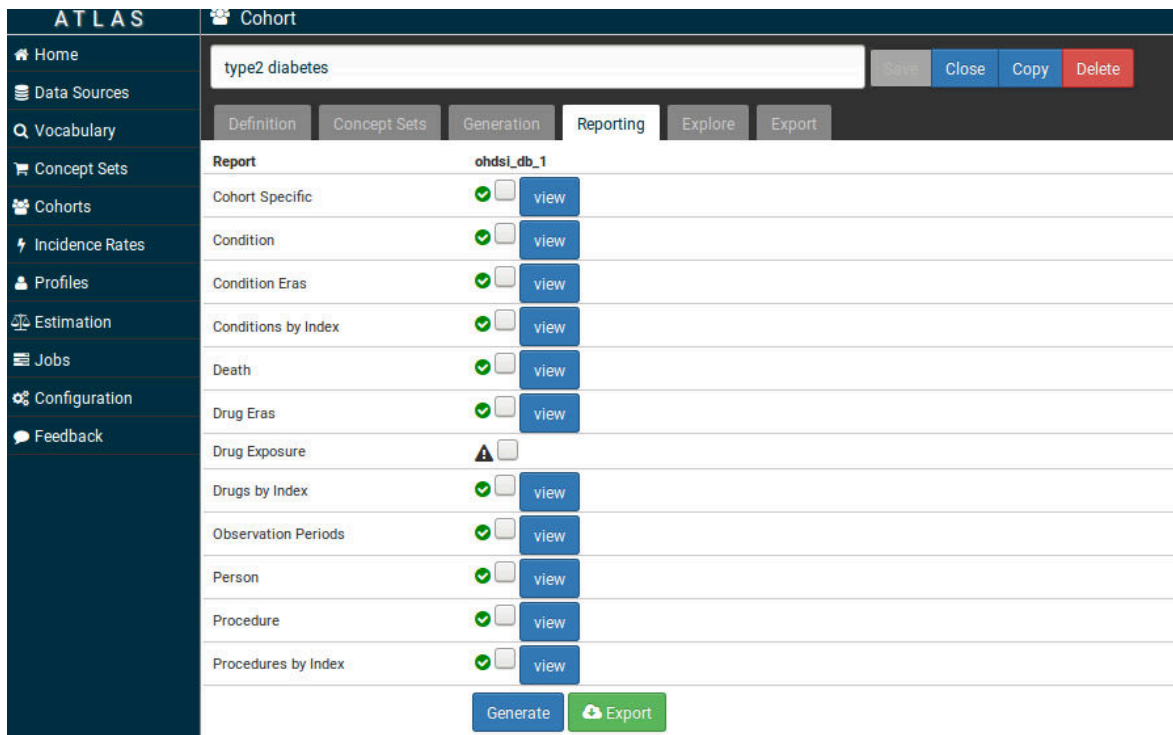 ATLAS
Cohort
Home
Data Sources
Vocabulary
Concept Sets
Cohorts
Incidence Rates
Profiles
Estimation
Jobs
Configuration
Feedback
type2 diabetes
Save Close Copy Delete
Definition Concept Sets Generation Reporting Explore Export
Report ohdsi_db_1
Cohort Specific view
Condition view
Condition Eras view
Conditions by Index view
Death view
Drug Eras view
Drug Exposure
Drugs by Index view
Observation Periods view
Person view
Procedure view
Procedures by Index view
Generate Export